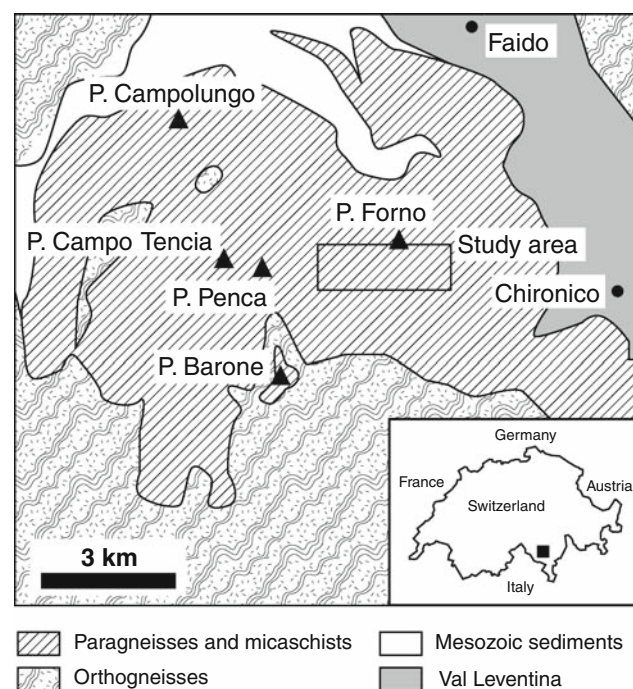 Faido
P. Campolungo
P. Forno
P. Campo Tencia
Study area
P. Penca
Chironico
P. Barone
Germany
France
Austria
Switzerland
Italy
3 km
Paragneisses and micaschists
Mesozoic sediments
Orthogneisses
Val Leventina